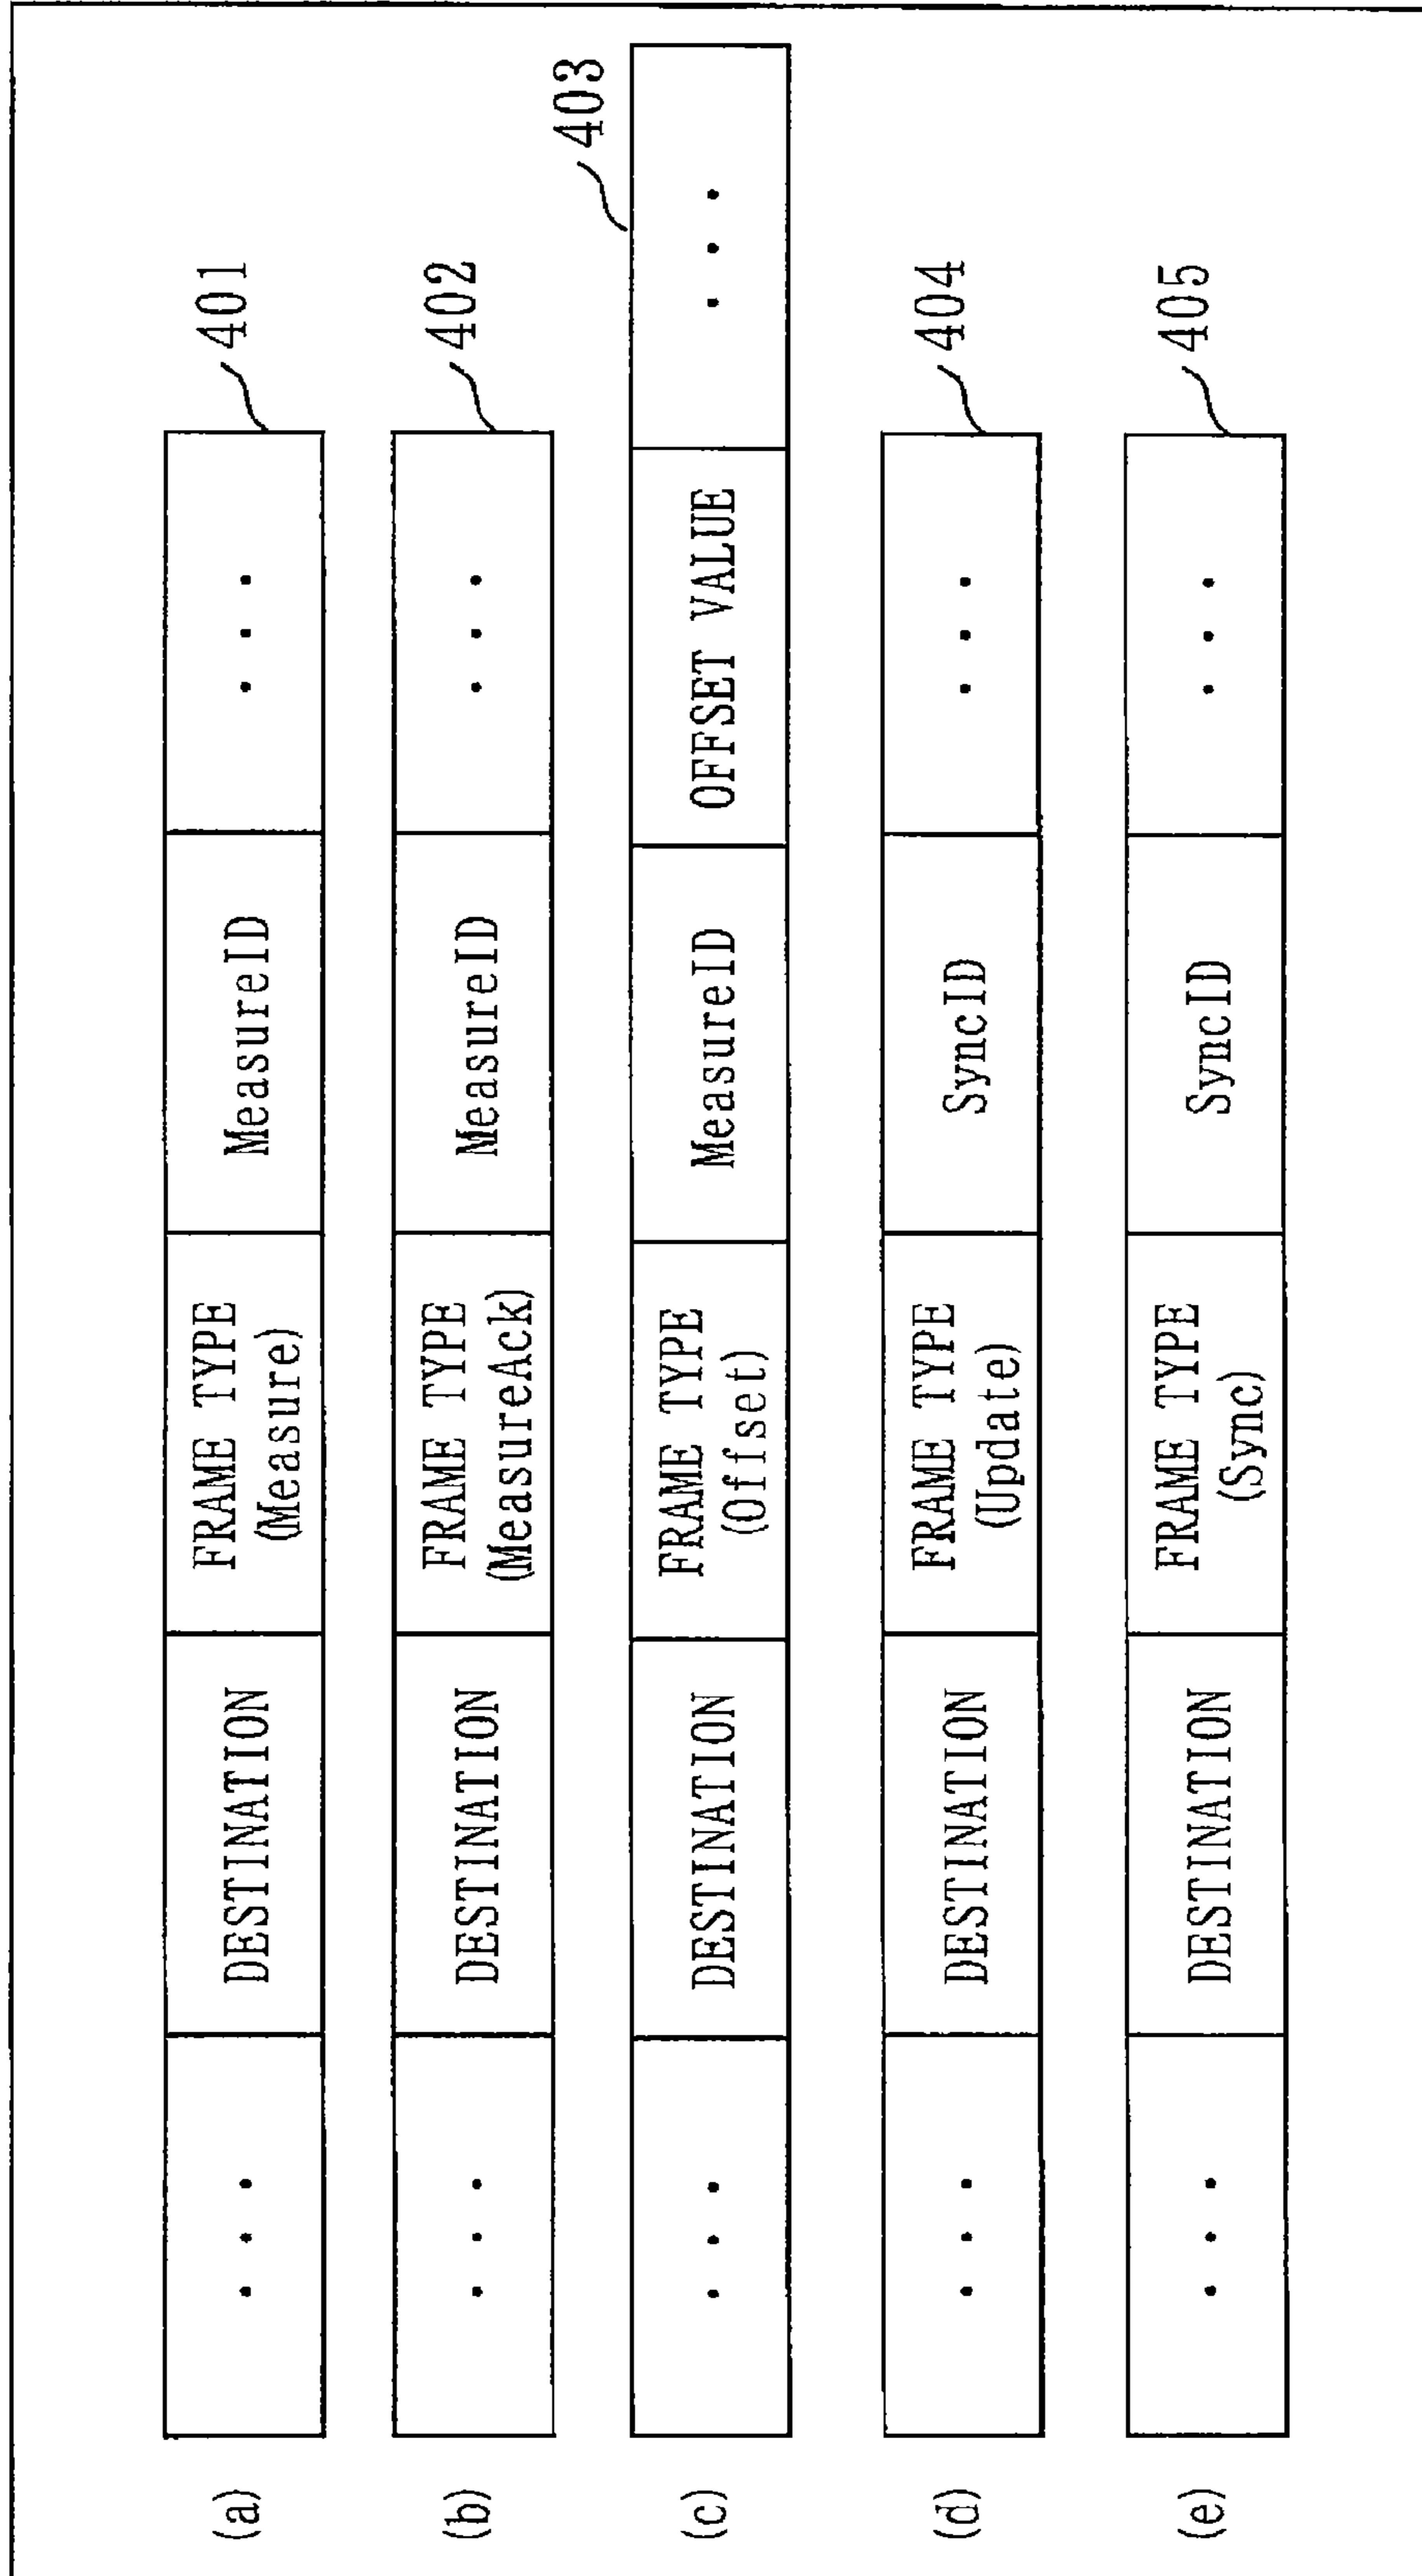 (a)
. . .
DESTINATION
FRAME TYPE
(Measure)
MeasureID
. . .
401
(b)
. . .
DESTINATION
FRAME TYPE
(MeasureAck)
MeasureID
. . .
402
(c)
. . .
DESTINATION
FRAME TYPE
(Offset)
MeasureID
OFFSET VALUE
. . .
403
(d)
. . .
DESTINATION
FRAME TYPE
(Update)
SyncID
. . .
404
(e)
. . .
DESTINATION
FRAME TYPE
(Sync)
SyncID
. . .
405